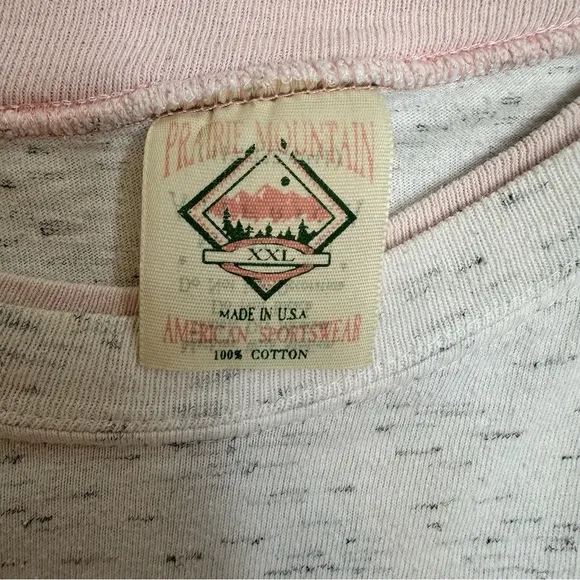 PRAIRIE MOUNTAIN
XXL
MADE IN U.S.A
AMERICAN SPORTSWEAR
100% COTTON